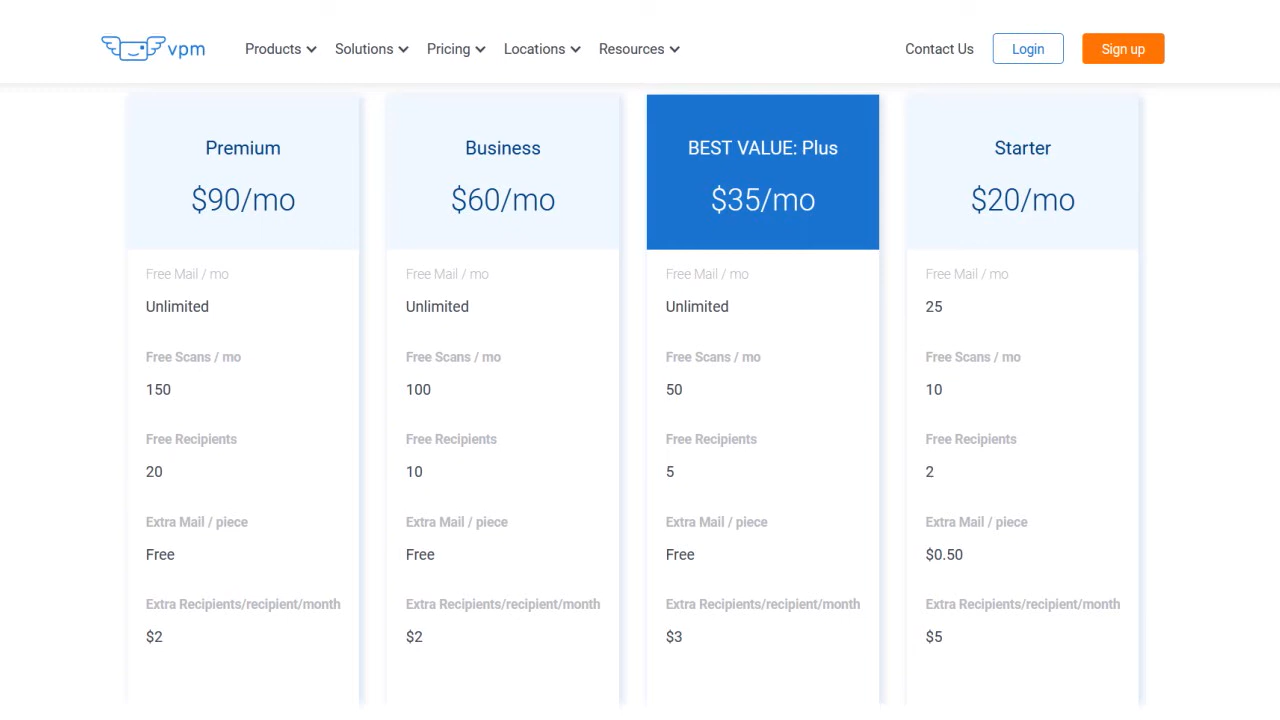 vpm Products Solutions Pricing Locations Resources Contact Us Login Sign up
Premium
$90/mo
Free Mail / mo
Unlimited
Free Scans / mo
150
Free Recipients
20
Extra Mail / piece
Free
Extra Recipients/recipient/month
$2
Business
$60/mo
Free Mail / mo
Unlimited
Free Scans / mo
100
Free Recipients
10
Extra Mail / piece
Free
Extra Recipients/recipient/month
$2
BEST VALUE: Plus
$35/mo
Free Mail / mo
Unlimited
Free Scans / mo
50
Free Recipients
5
Extra Mail / piece
Free
Extra Recipients/recipient/month
$3
Starter
$20/mo
Free Mail / mo
25
Free Scans / mo
10
Free Recipients
2
Extra Mail / piece
$0.50
Extra Recipients/recipient/month
$5